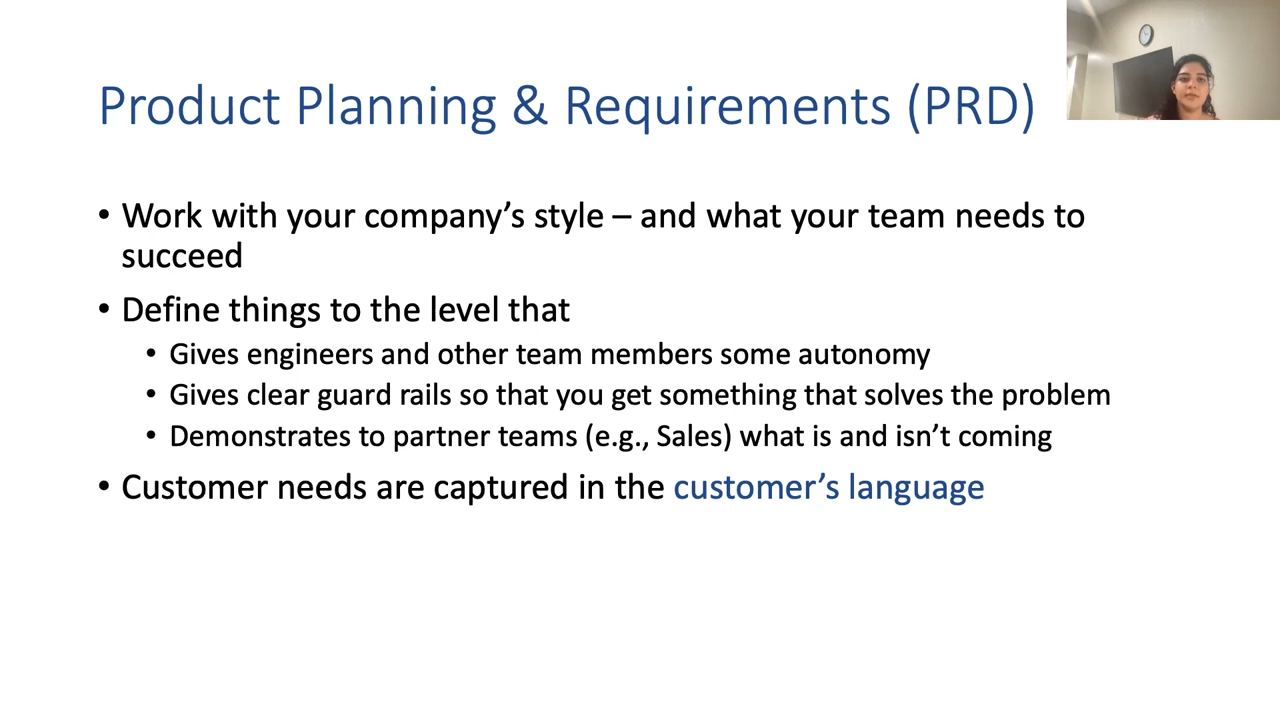 Product Planning & Requirements (PRD)
• Work with your company’s style – and what your team needs to
succeed
• Define things to the level that
• Gives engineers and other team members some autonomy
• Gives clear guard rails so that you get something that solves the problem
• Demonstrates to partner teams (e.g., Sales) what is and isn’t coming
• Customer needs are captured in the customer’s language